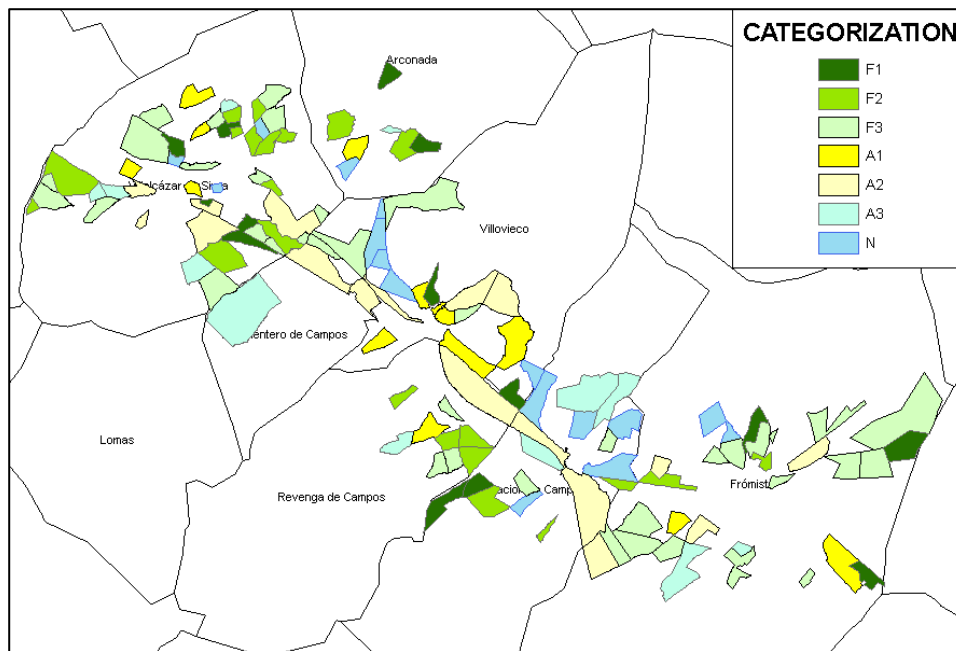 CATEGORIZATION
F1
F2
F3
A1
A2
A3
N
Arconada
Villovieco
entero de Campos
Lomas
Revenga de Campos
Frómist